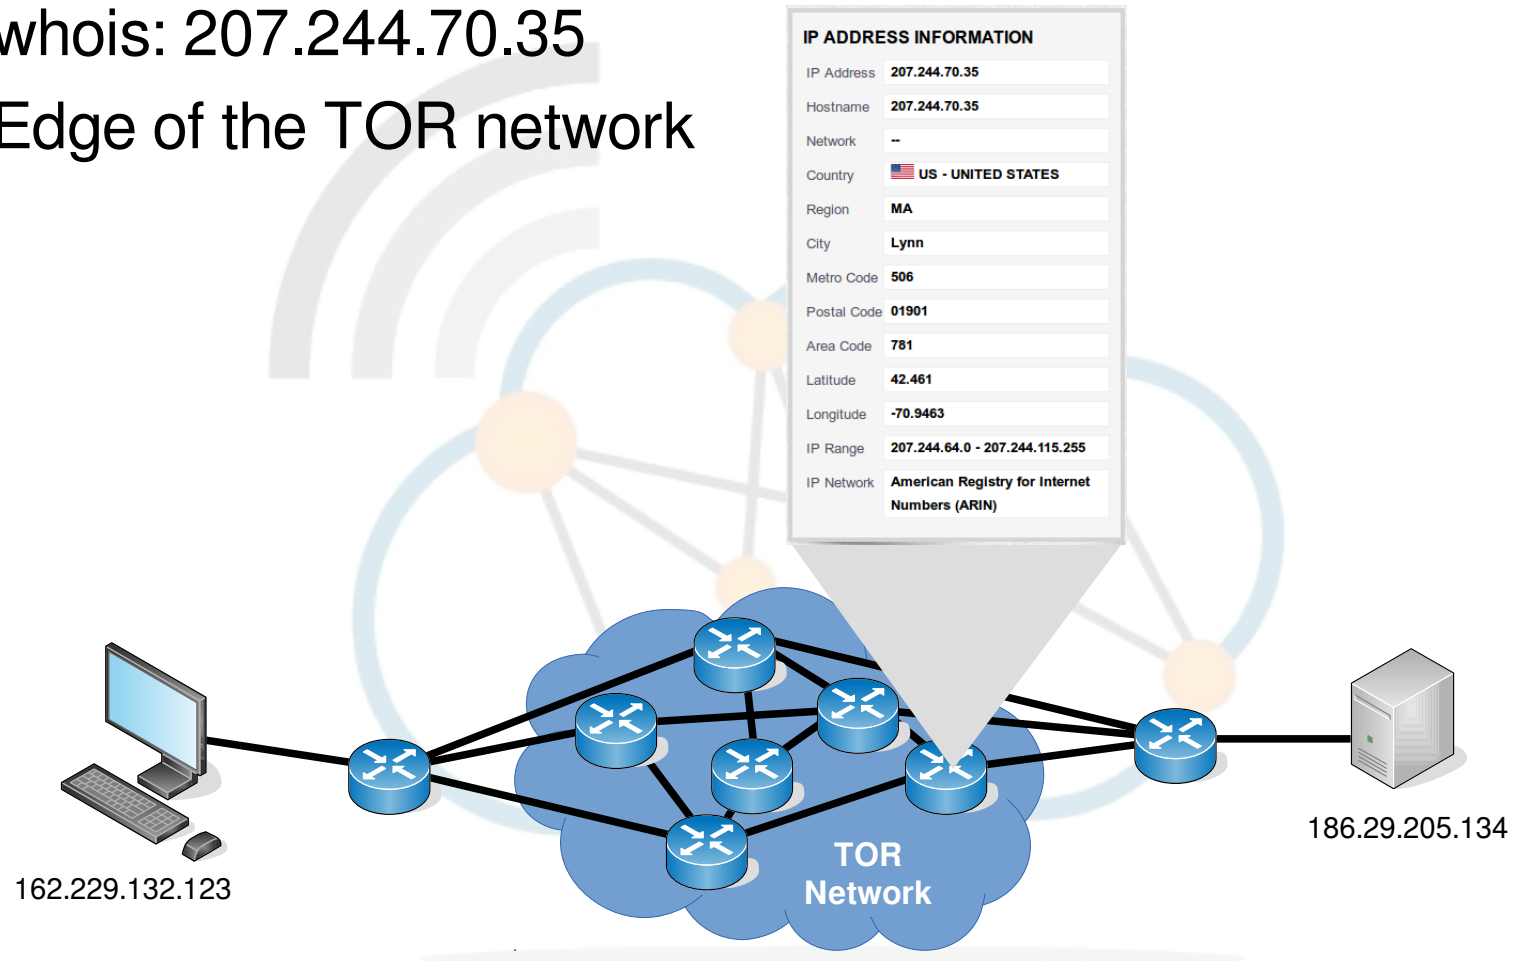 whois: 207.244.70.35
Edge of the TOR network
IP ADDRESS INFORMATION
IP Address 207.244.70.35
Hostname 207.244.70.35
Network --
Country US - UNITED STATES
Region MA
City Lynn
Metro Code 506
Postal Code 01901
Area Code 781
Latitude 42.461
Longitude -70.9463
IP Range 207.244.64.0 - 207.244.115.255
IP Network American Registry for Internet
Numbers (ARIN)
TOR
Network
186.29.205.134
162.229.132.123